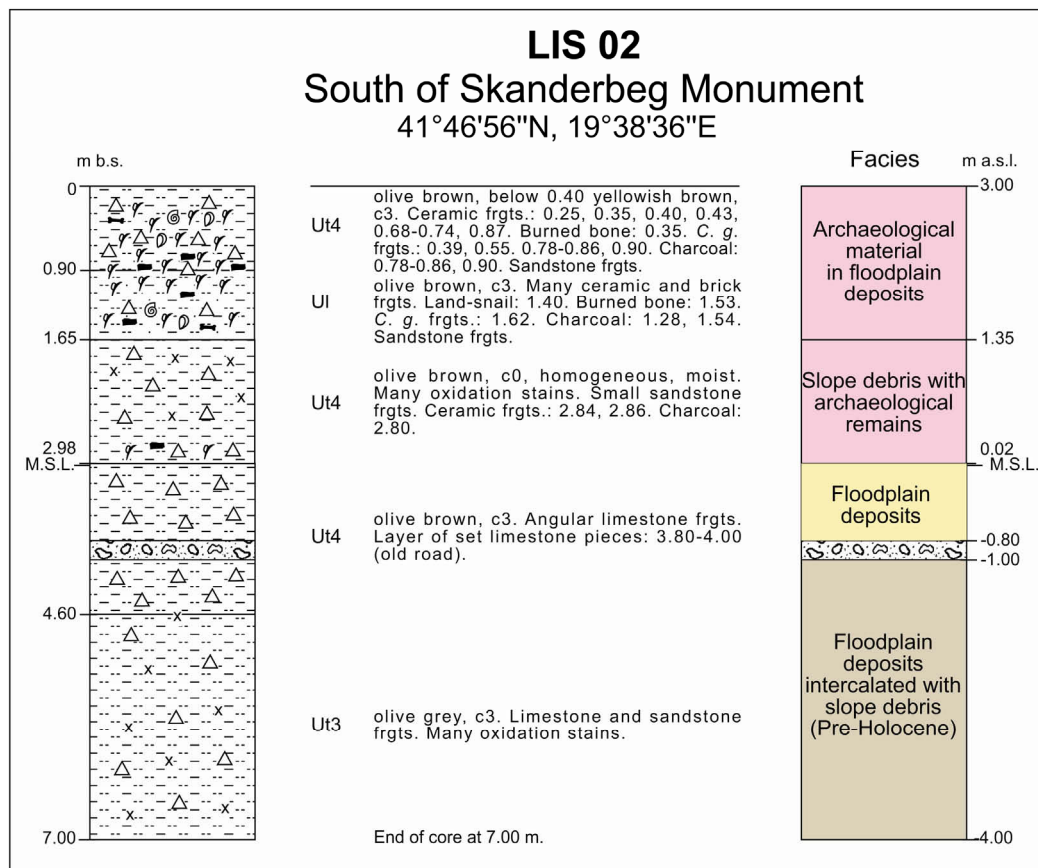 LIS 02
South of Skanderbeg Monument
41°46'56"N, 19°38'36"E
m b.s.
Facies
m a.s.l.
0
3.00
Ut4
olive brown, below 0.40 yellowish brown,
c3. Ceramic frgts.: 0.25, 0.35, 0.40, 0.43,
0.68-0.74, 0.87. Burned bone: 0.35. C. g.
frgts.: 0.39, 0.55. 0.78-0.86, 0.90. Charcoal:
0.78-0.86, 0.90. Sandstone frgts.
Archaeological
material
in floodplain
deposits
0.90
Ul
olive brown, c3. Many ceramic and brick
frgts. Land-snail: 1.40. Burned bone: 1.53.
C. g. frgts.: 1.62. Charcoal: 1.28, 1.54.
Sandstone frgts.
1.65
1.35
Ut4
olive brown, c0, homogeneous, moist.
Many oxidation stains. Small sandstone
frgts. Ceramic frgts.: 2.84, 2.86. Charcoal:
2.80.
Slope debris with
archaeological
remains
2.98
M.S.L.
0.02
M.S.L.
Ut4
olive brown, c3. Angular limestone frgts.
Layer of set limestone pieces: 3.80-4.00
(old road).
Floodplain
deposits
-0.80
-1.00
4.60
Ut3
olive grey, c3. Limestone and sandstone
frgts. Many oxidation stains.
Floodplain
deposits
intercalated with
slope debris
(Pre-Holocene)
7.00
End of core at 7.00 m.
-4.00